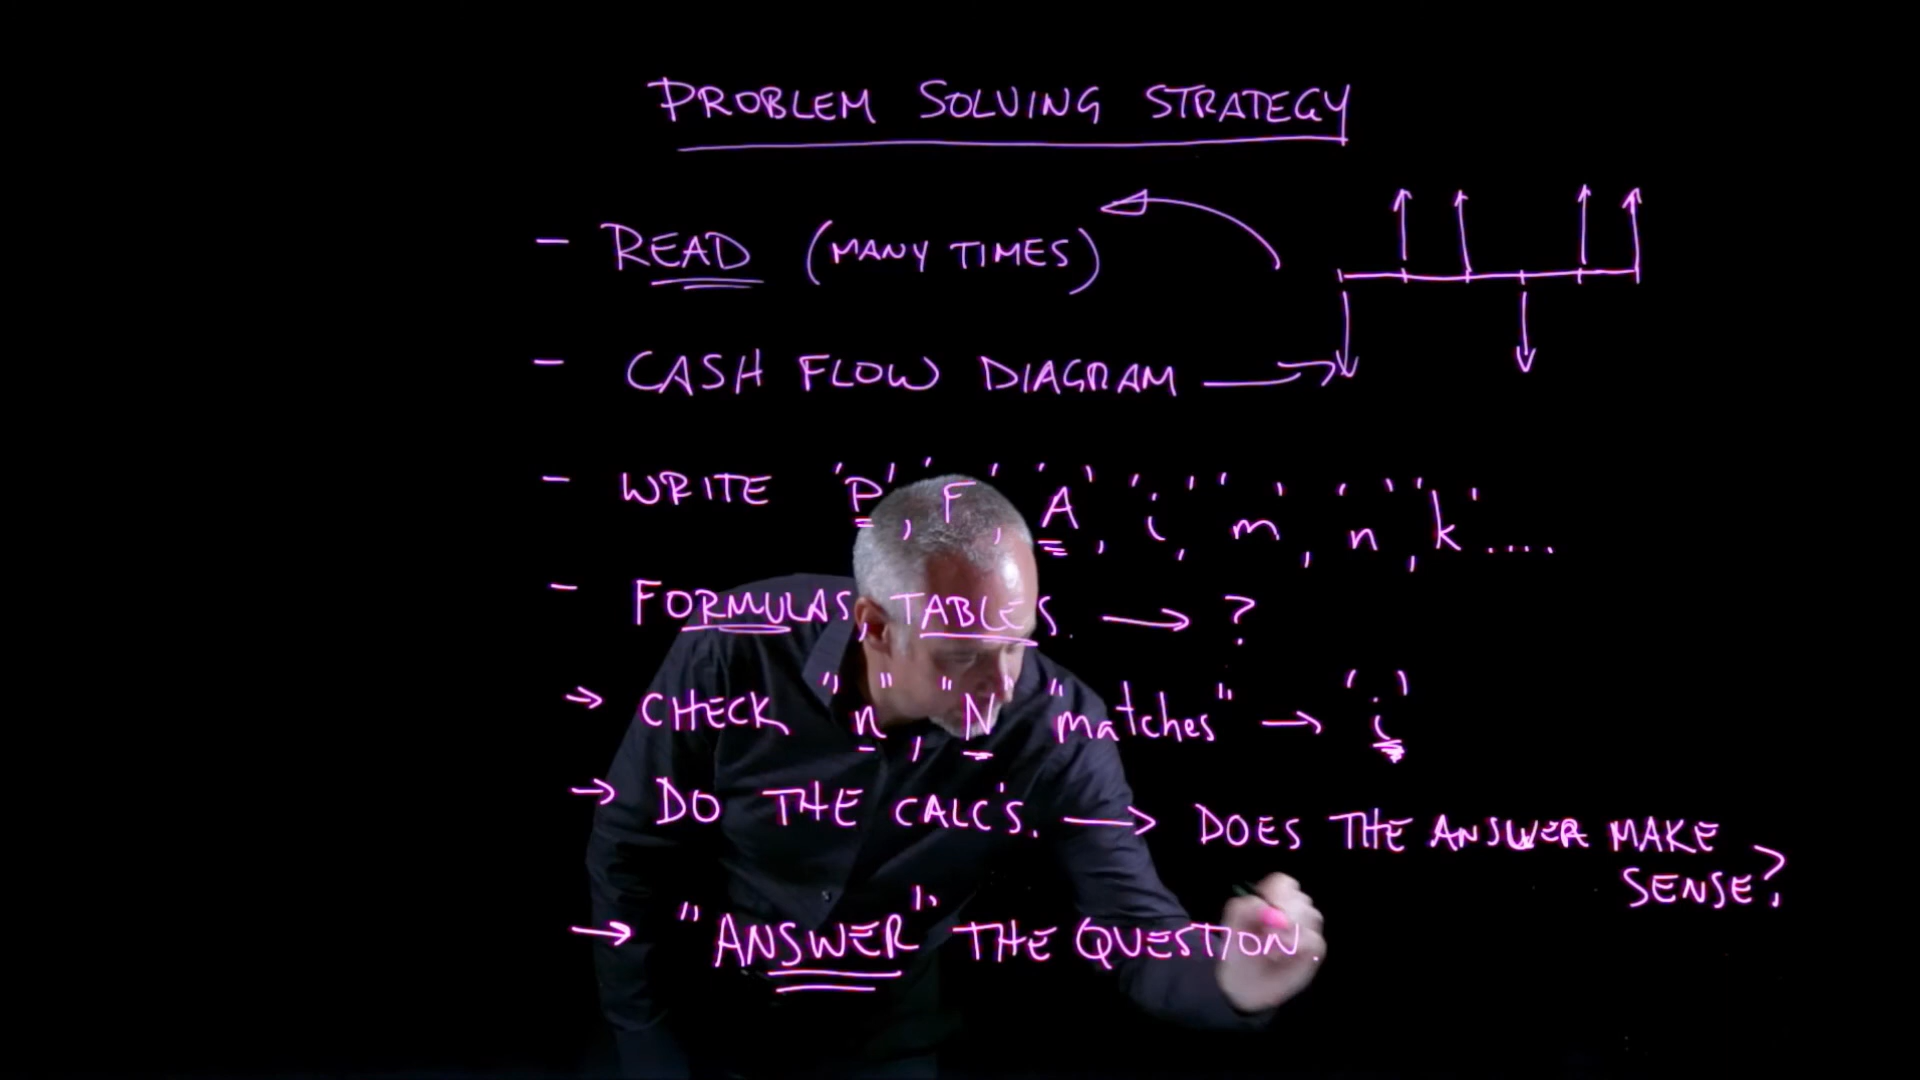 PROBLEM SOLVING STRATEGY
- READ (MANY TIMES)
- CASH FLOW DIAGRAM →
- WRITE 'P', 'F', 'A', 'i', 'm', 'n', 'k'....
- FORMULAS, TABLES. → ?
→ CHECK "n", "N" "matches" → 'i'
→ DO THE CALC'S. → DOES THE ANSWER MAKE
SENSE?
→ "ANSWER" THE QUESTION.